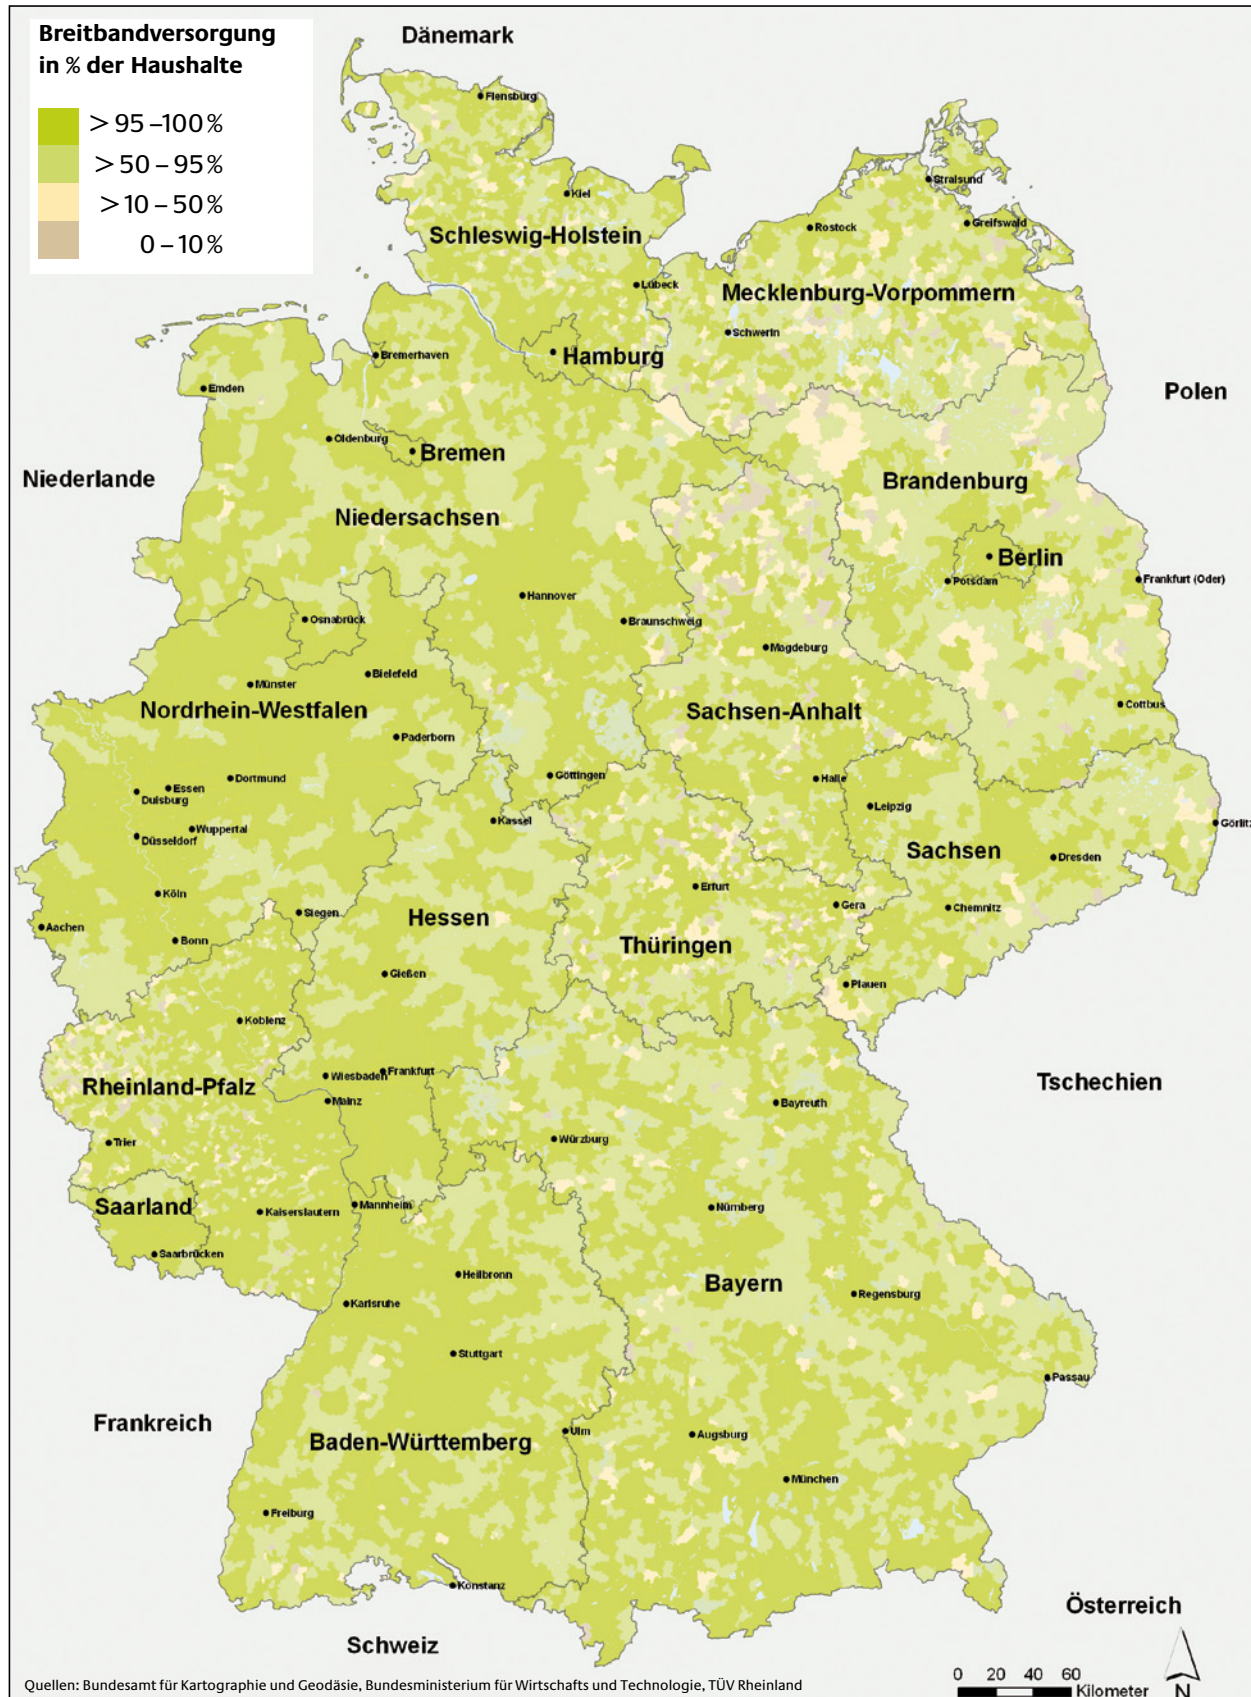 Breitbandversorgung
in % der Haushalte
> 95 – 100 %
> 50 – 95 %
> 10 – 50 %
0 – 10 %
Dänemark
Flensburg
Kiel
Stralsund
Greifswald
Rostock
Schleswig-Holstein
Lübeck
Mecklenburg-Vorpommern
Schwerin
Bremerhaven
Hamburg
Emden
Polen
Oldenburg
Bremen
Niederlande
Brandenburg
Niedersachsen
Berlin
Potsdam
Frankfurt (Oder)
Hannover
Osnabrück
Braunschweig
Magdeburg
Bielefeld
Münster
Nordrhein-Westfalen
Sachsen-Anhalt
Cottbus
Paderborn
Göttingen
Dortmund
Halle
Essen
Duisburg
Leipzig
Kassel
Görlitz
Wuppertal
Düsseldorf
Sachsen
Dresden
Erfurt
Köln
Gera
Chemnitz
Siegen
Hessen
Aachen
Bonn
Thüringen
Gießen
Plauen
Koblenz
Frankfurt
Wiesbaden
Rheinland-Pfalz
Tschechien
Mainz
Bayreuth
Trier
Würzburg
Saarland
Mannheim
Nürnberg
Kaiserslautern
Saarbrücken
Heilbronn
Bayern
Regensburg
Karlsruhe
Stuttgart
Passau
Frankreich
Ulm
Augsburg
Baden-Württemberg
München
Freiburg
Konstanz
Österreich
Schweiz
0 20 40 60
Kilometer
N
Quellen: Bundesamt für Kartographie und Geodäsie, Bundesministerium für Wirtschafts und Technologie, TÜV Rheinland